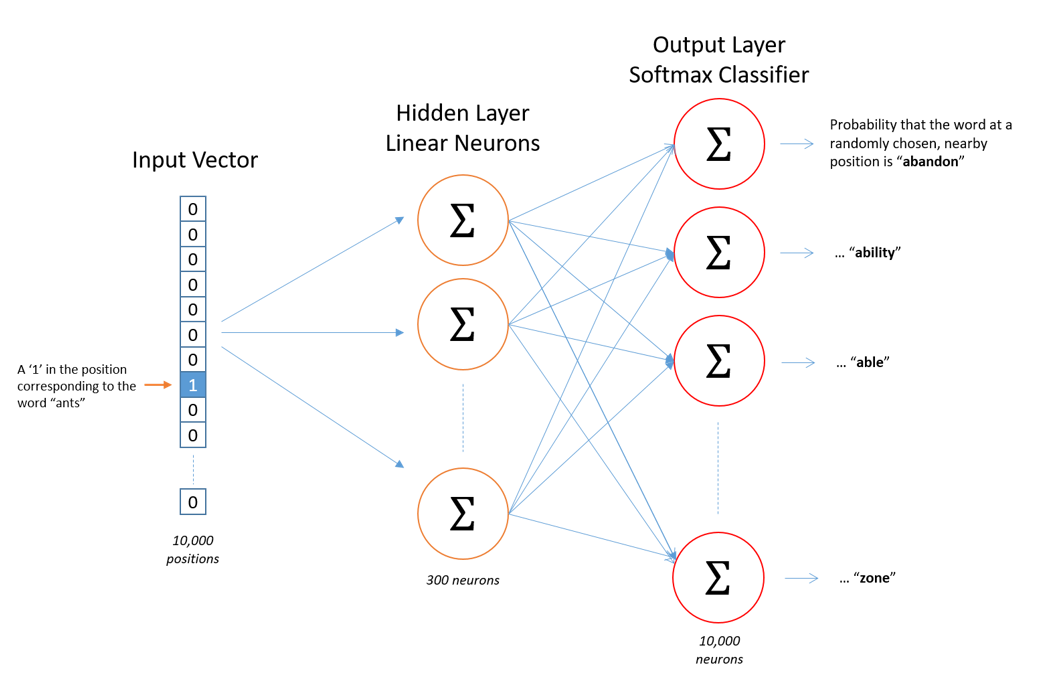 Output Layer
Softmax Classifier
Hidden Layer
Linear Neurons
Input Vector
Probability that the word at a
randomly chosen, nearby
position is “abandon”
0
0
0
0
0
0
0
1
0
0
0
A ‘1’ in the position
corresponding to the
word “ants”
10,000
positions
Σ
Σ
Σ
300 neurons
Σ
Σ
Σ
Σ
... “ability”
... “able”
... “zone”
10,000
neurons